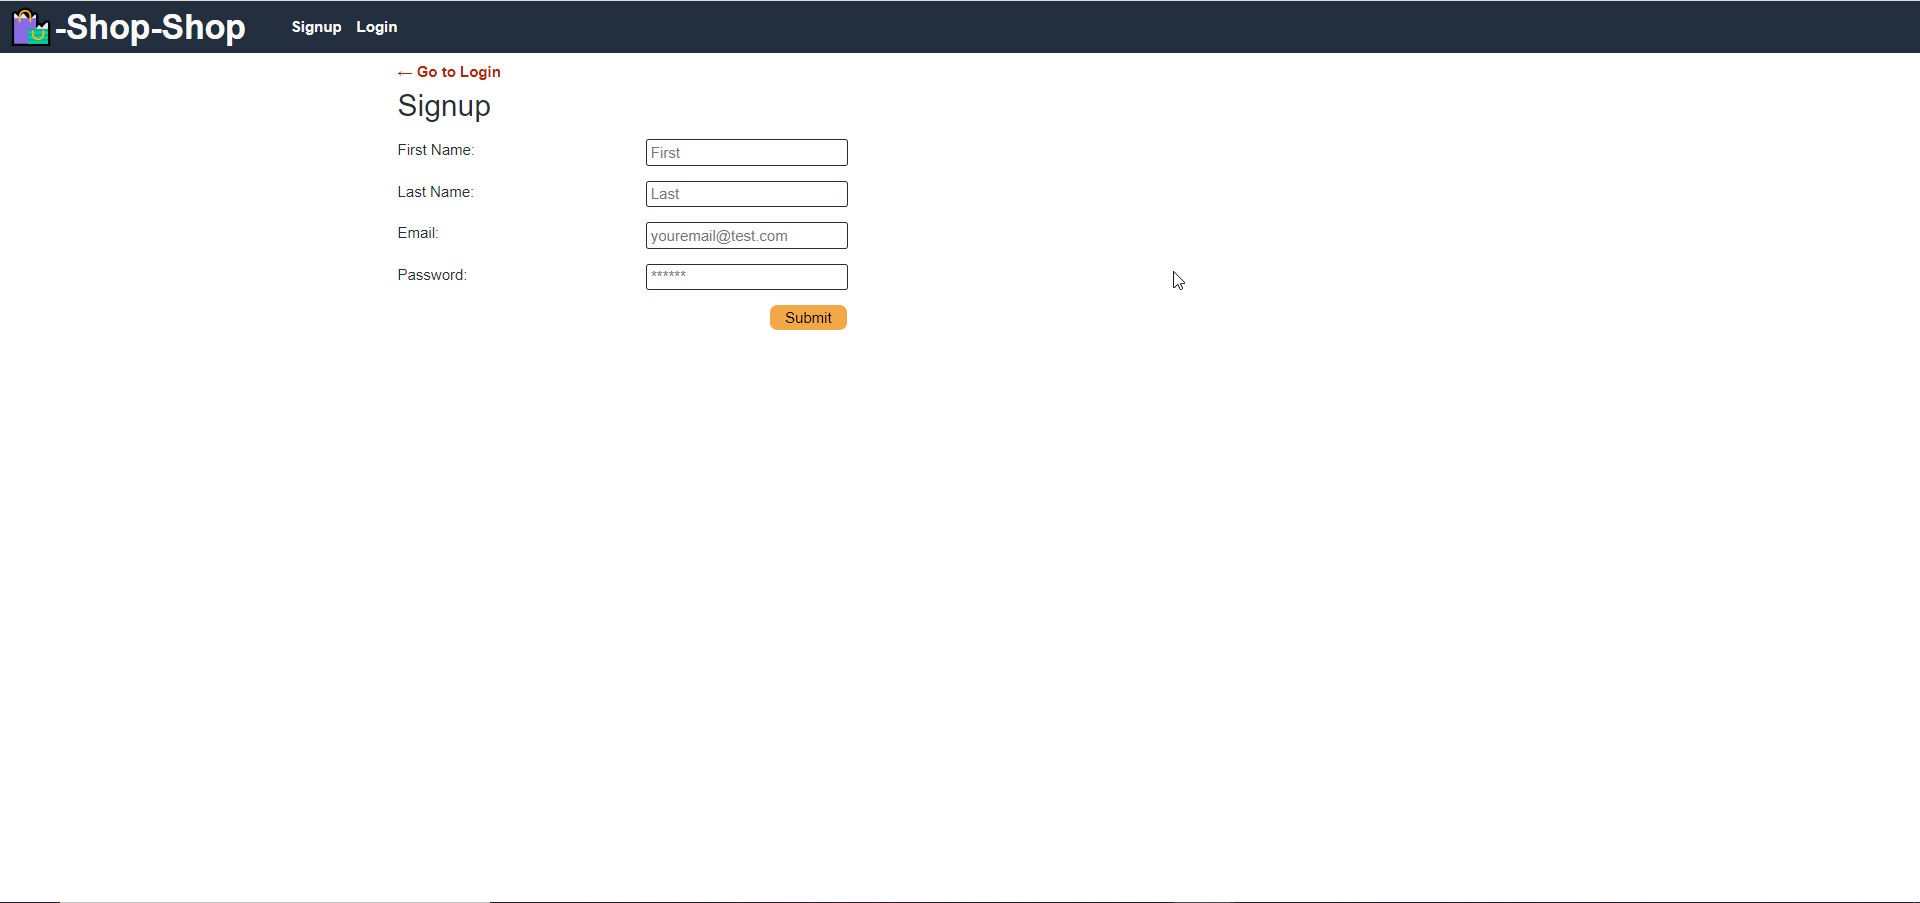 -Shop-Shop Signup Login
← Go to Login
Signup
First Name: First
Last Name: Last
Email: youremail@test.com
Password: ******
Submit